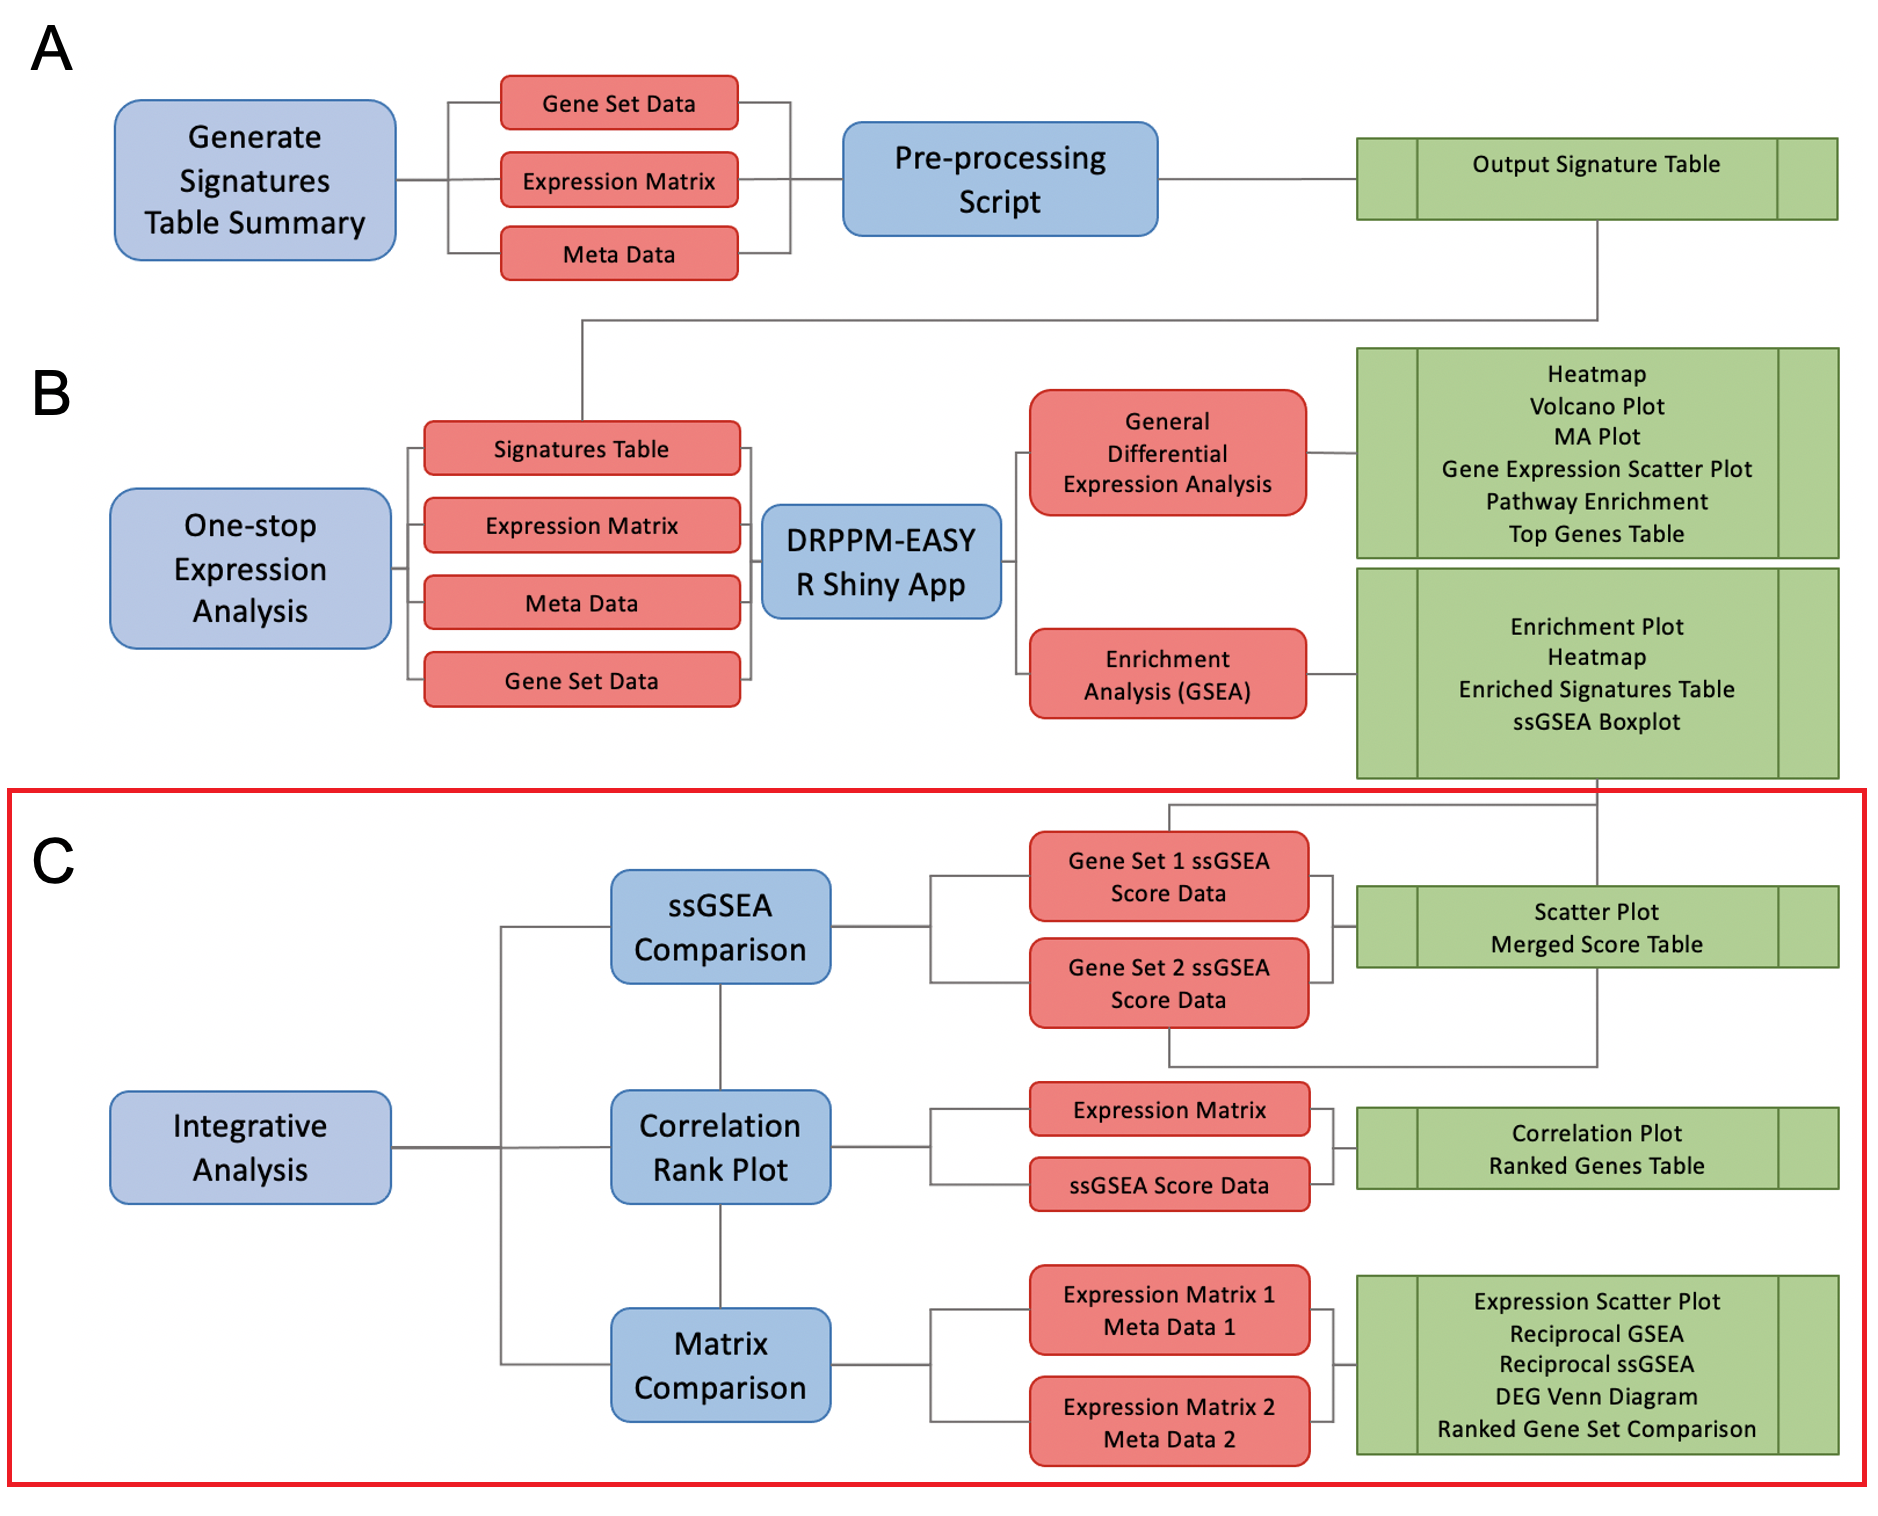 A
Generate
Signatures
Table Summary
Gene Set Data
Expression Matrix
Meta Data
Pre-processing
Script
Output Signature Table
B
One-stop
Expression
Analysis
Signatures Table
Expression Matrix
Meta Data
Gene Set Data
DRPPM-EASY
R Shiny App
General
Differential
Expression Analysis
Enrichment
Analysis (GSEA)
Heatmap
Volcano Plot
MA Plot
Gene Expression Scatter Plot
Pathway Enrichment
Top Genes Table
Enrichment Plot
Heatmap
Enriched Signatures Table
ssGSEA Boxplot
C
Integrative
Analysis
ssGSEA
Comparison
Gene Set 1 ssGSEA
Score Data
Gene Set 2 ssGSEA
Score Data
Scatter Plot
Merged Score Table
Correlation
Rank Plot
Expression Matrix
ssGSEA Score Data
Correlation Plot
Ranked Genes Table
Matrix
Comparison
Expression Matrix 1
Meta Data 1
Expression Matrix 2
Meta Data 2
Expression Scatter Plot
Reciprocal GSEA
Reciprocal ssGSEA
DEG Venn Diagram
Ranked Gene Set Comparison